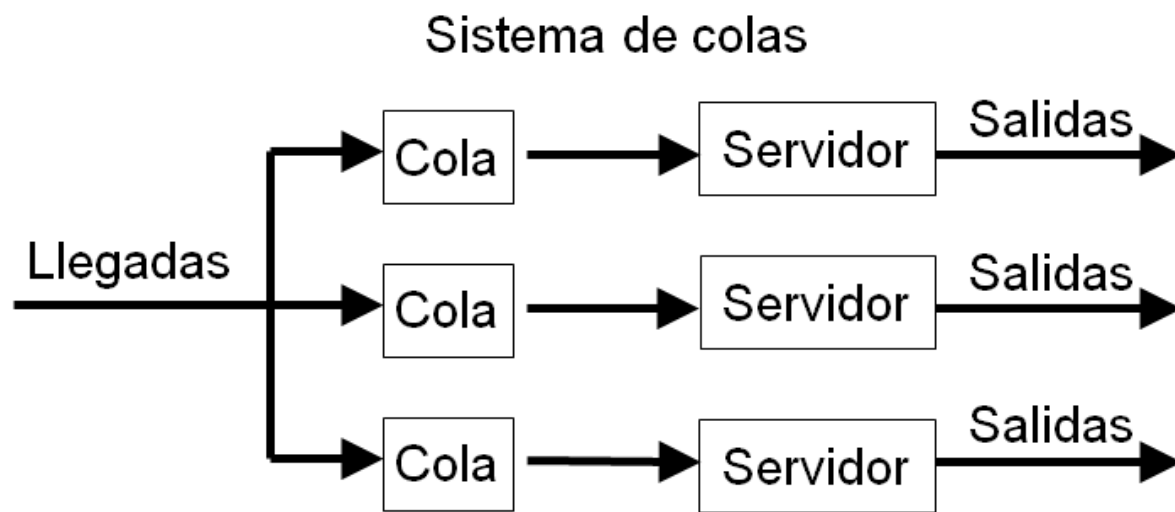 Sistema de colas
Cola
Servidor
Salidas
Llegadas
Cola
Servidor
Salidas
Cola
Servidor
Salidas